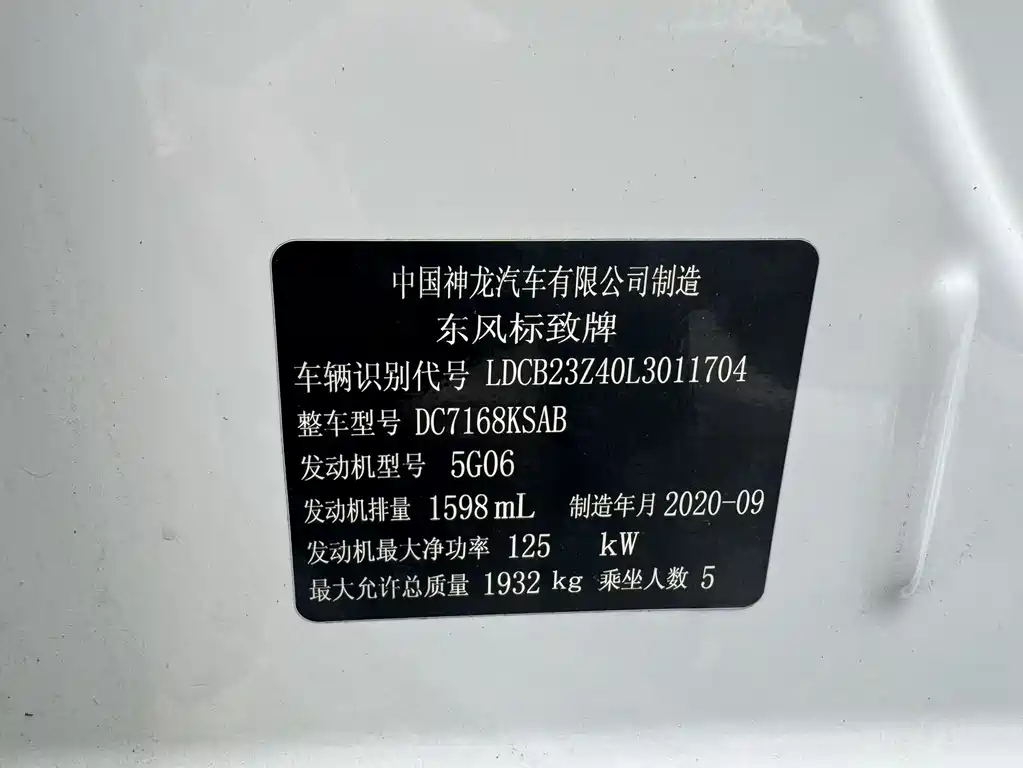 中国神龙汽车有限公司制造
东风标致牌
车辆识别代号 LDCB23Z40L3011704
整车型号 DC7168KSAB
发动机型号 5G06
发动机排量 1598mL 制造年月 2020-09
发动机最大净功率 125 kW
最大允许总质量 1932 kg 乘坐人数 5